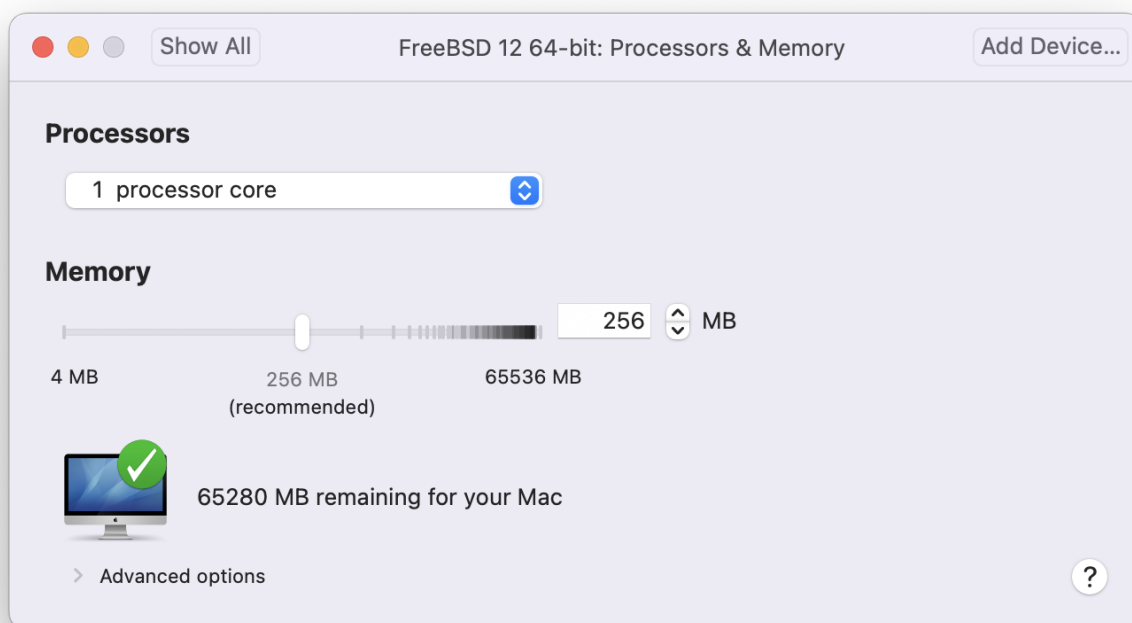 Show All
FreeBSD 12 64-bit: Processors & Memory
Add Device...
Processors
1 processor core
Memory
256
MB
4 MB
256 MB
65536 MB
(recommended)
65280 MB remaining for your Mac
Advanced options
?